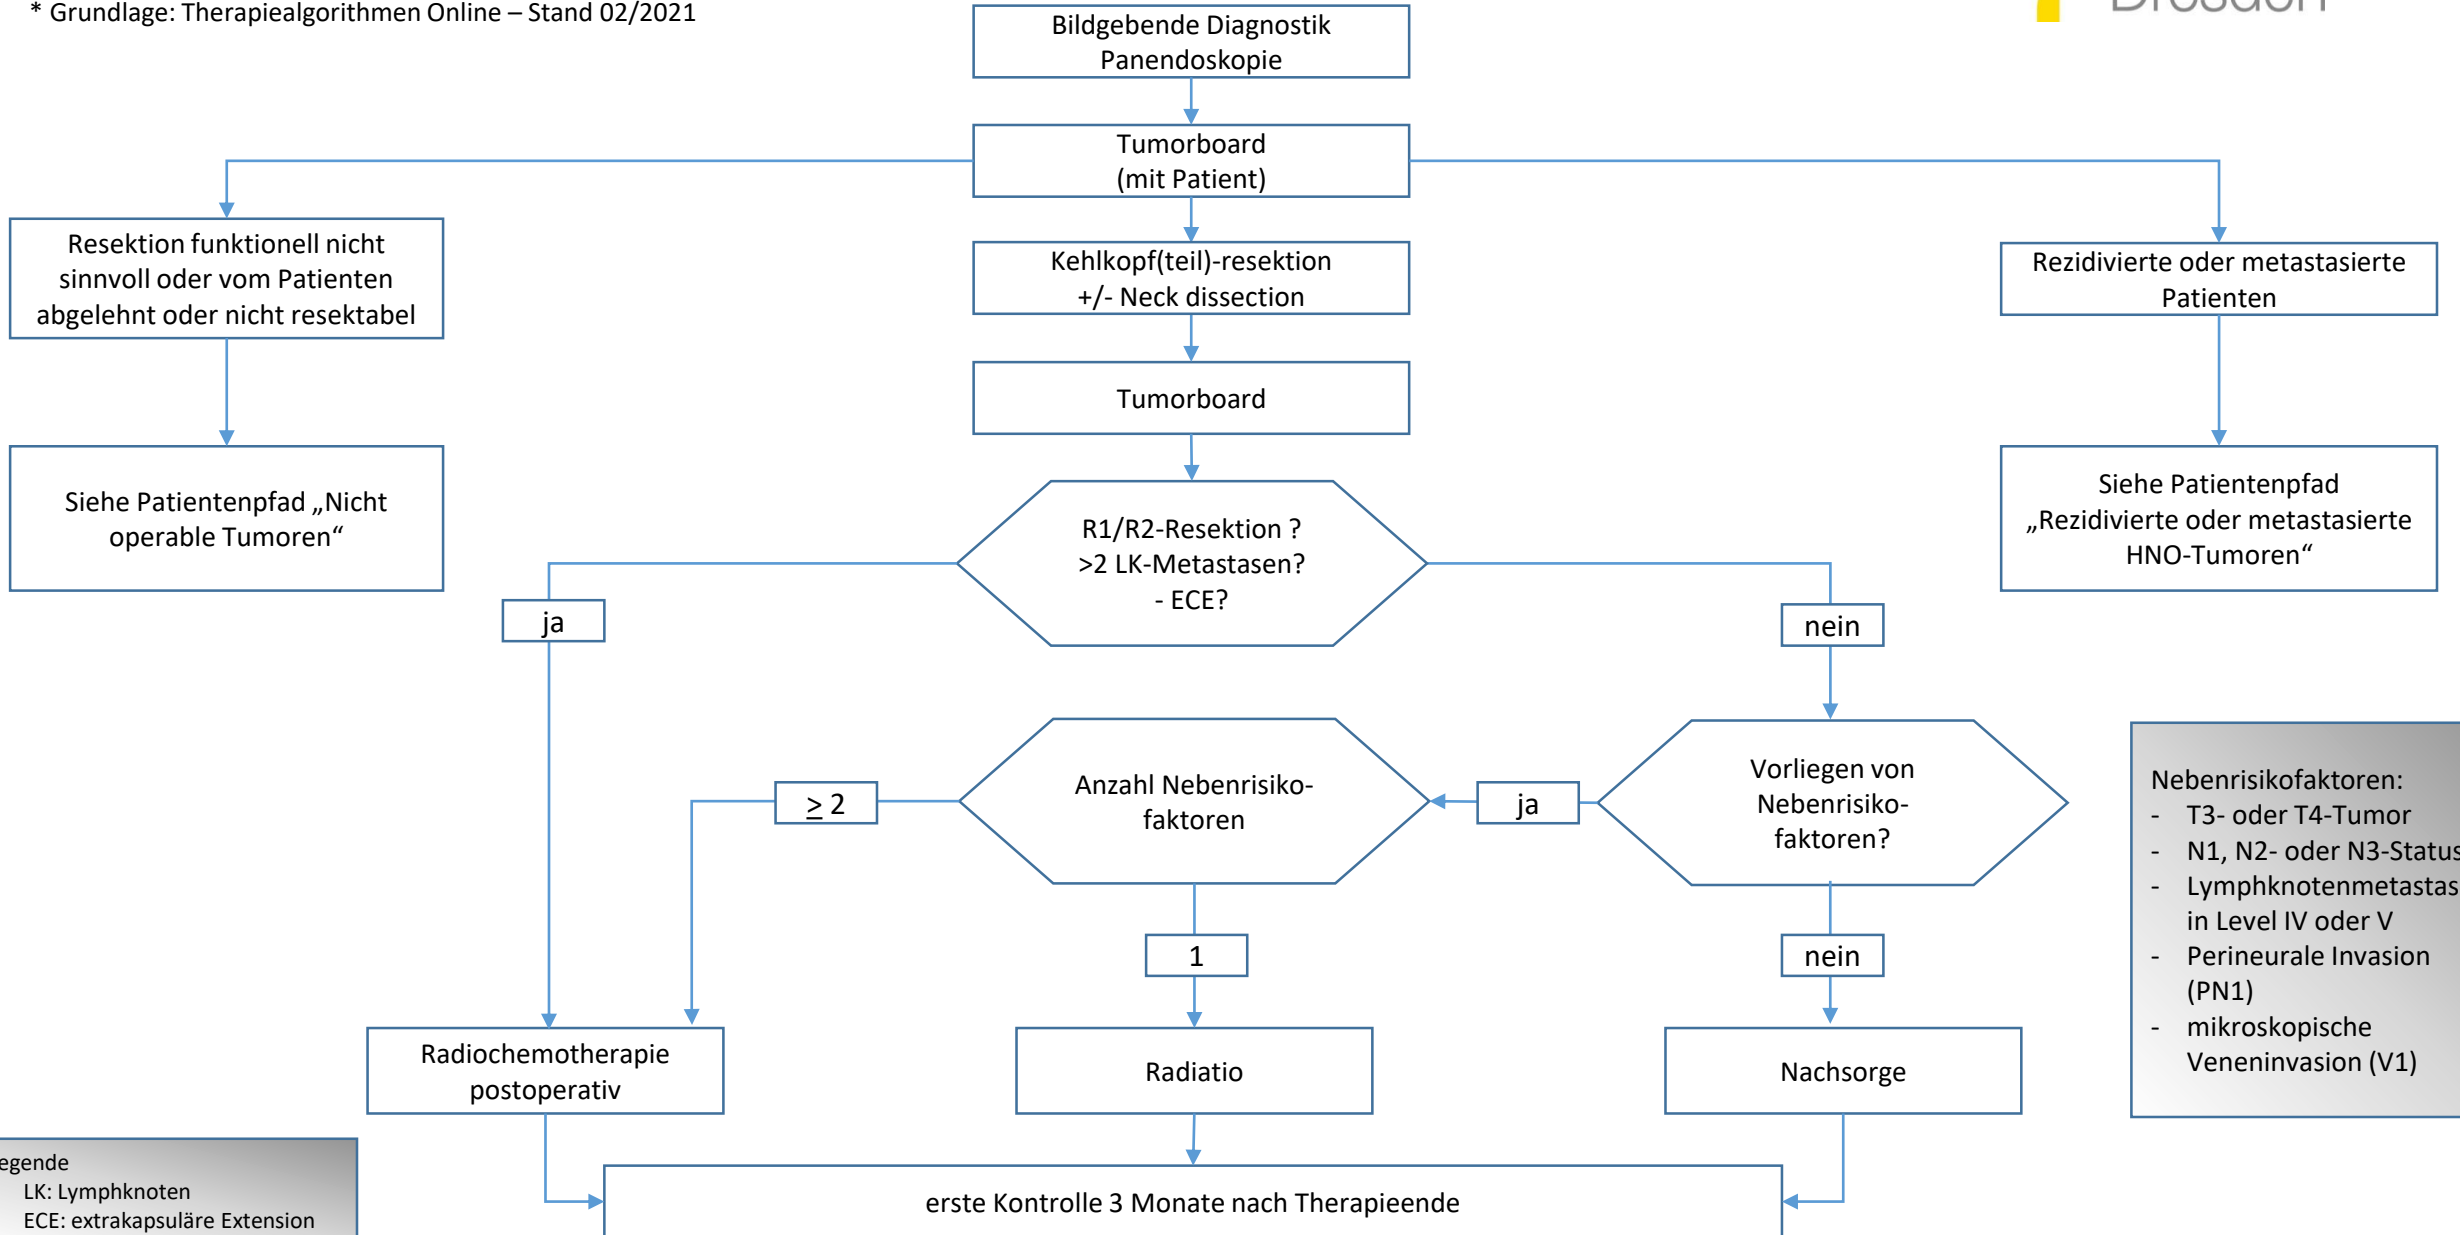 * Grundlage: Therapiealgorithmen Online – Stand 02/2021
Bildgebende Diagnostik
Panendoskopie
Tumorboard
(mit Patient)
Resektion funktionell nicht
sinnvoll oder vom Patienten
abgelehnt oder nicht resektabel
Kehlkopf(teil)-resektion
+/- Neck dissection
Rezidivierte oder metastasierte
Patienten
Tumorboard
Siehe Patientenpfad „Nicht
operable Tumoren“
R1/R2-Resektion ?
>2 LK-Metastasen?
- ECE?
Siehe Patientenpfad
„Rezidivierte oder metastasierte
HNO-Tumoren“
ja
nein
≥ 2
Anzahl Nebenrisiko-
faktoren
ja
Vorliegen von
Nebenrisiko-
faktoren?
Nebenrisikofaktoren:
- T3- oder T4-Tumor
- N1, N2- oder N3-Status
- Lymphknotenmetastas
in Level IV oder V
- Perineurale Invasion
(PN1)
- mikroskopische
Veneninvasion (V1)
1
nein
Radiochemotherapie
postoperativ
Radiatio
Nachsorge
egende
LK: Lymphknoten
ECE: extrakapsuläre Extension
erste Kontrolle 3 Monate nach Therapieende